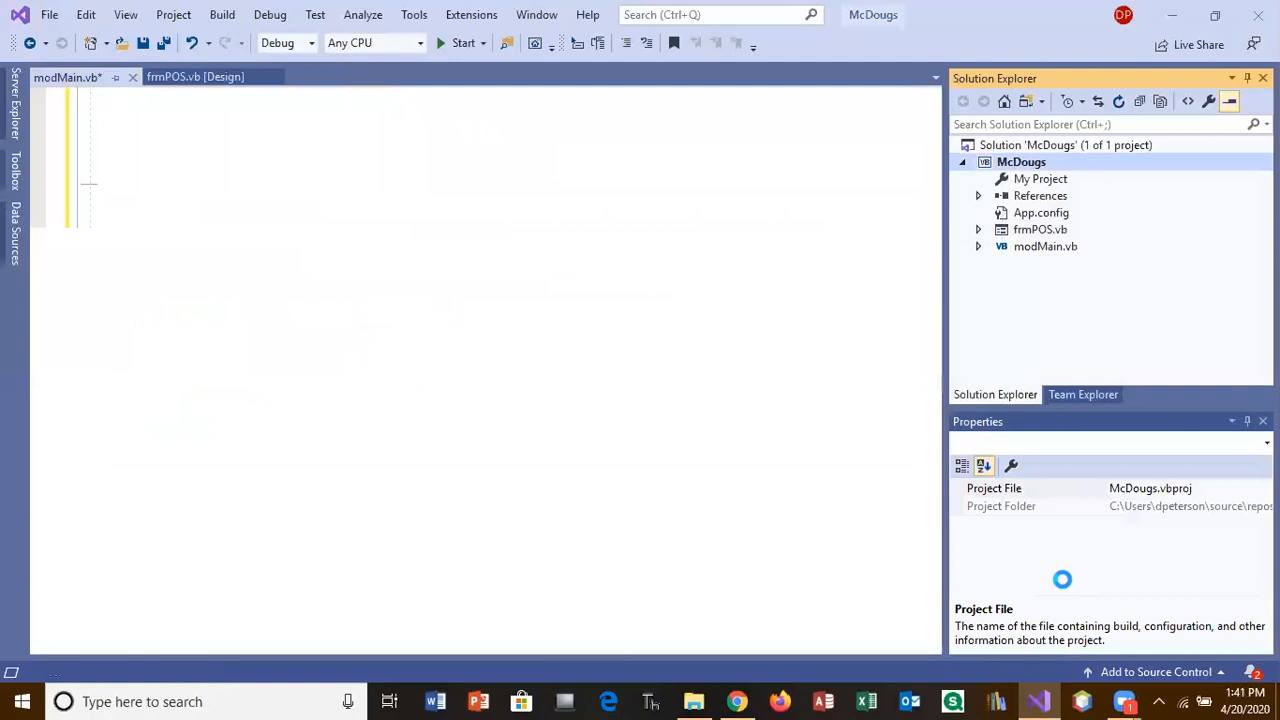 File Edit View Project Build Debug Test Analyze Tools Extensions Window Help Search (Ctrl+Q) McDougs DP
Debug Any CPU Start Live Share
modMain.vb* frmPOS.vb [Design]
Server Explorer
Toolbox
Data Sources
Solution Explorer
Search Solution Explorer (Ctrl+;)
Solution 'McDougs' (1 of 1 project)
VB McDougs
My Project
References
App.config
frmPOS.vb
VB modMain.vb
Solution Explorer Team Explorer
Properties
Project File McDougs.vbproj
Project Folder C:\Users\dpeterson\source\repos
Project File
The name of the file containing build, configuration, and other
information about the project.
Add to Source Control 2
Type here to search
1:41 PM
4/20/2020